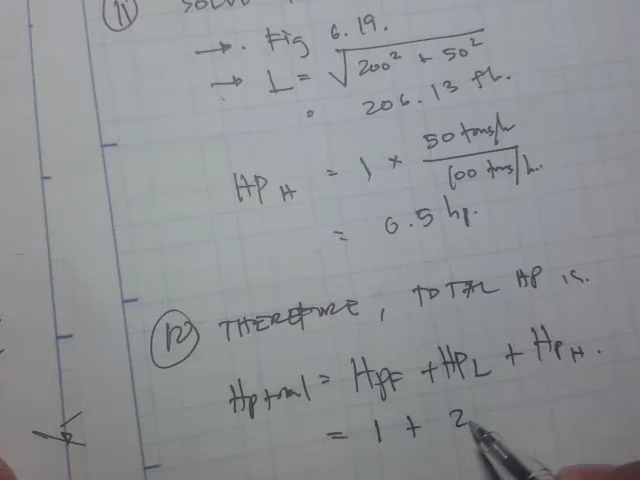 11
→. Fig 6.19.
→ L = √200² + 50²
= 206.13 ft.
HP H = 1 * 50 tons/h / 100 tons/h.
= 0.5 hp.
12 THEREFORE, TOTAL HP is.
Hp total = HPF + HPL + HPH.
= 1 + 2